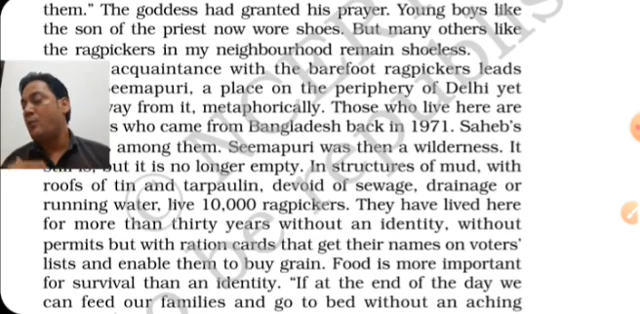 them." The goddess had granted his prayer. Young boys like
the son of the priest now wore shoes. But many others like
the ragpickers in my neighbourhood remain shoeless.
acquaintance with the barefoot ragpickers leads
eemapuri, a place on the periphery of Delhi yet
ay from it, metaphorically. Those who live here are
s who came from Bangladesh back in 1971. Saheb's
among them. Seemapuri was then a wilderness. It
but it is no longer empty. In structures of mud, with
roofs of tin and tarpaulin, devoid of sewage, drainage or
running water, live 10,000 ragpickers. They have lived here
for more than thirty years without an identity, without
permits but with ration cards that get their names on voters'
lists and enable them to buy grain. Food is more important
for survival than an identity. "If at the end of the day we
can feed our families and go to bed without an aching
© NCER
to be republis